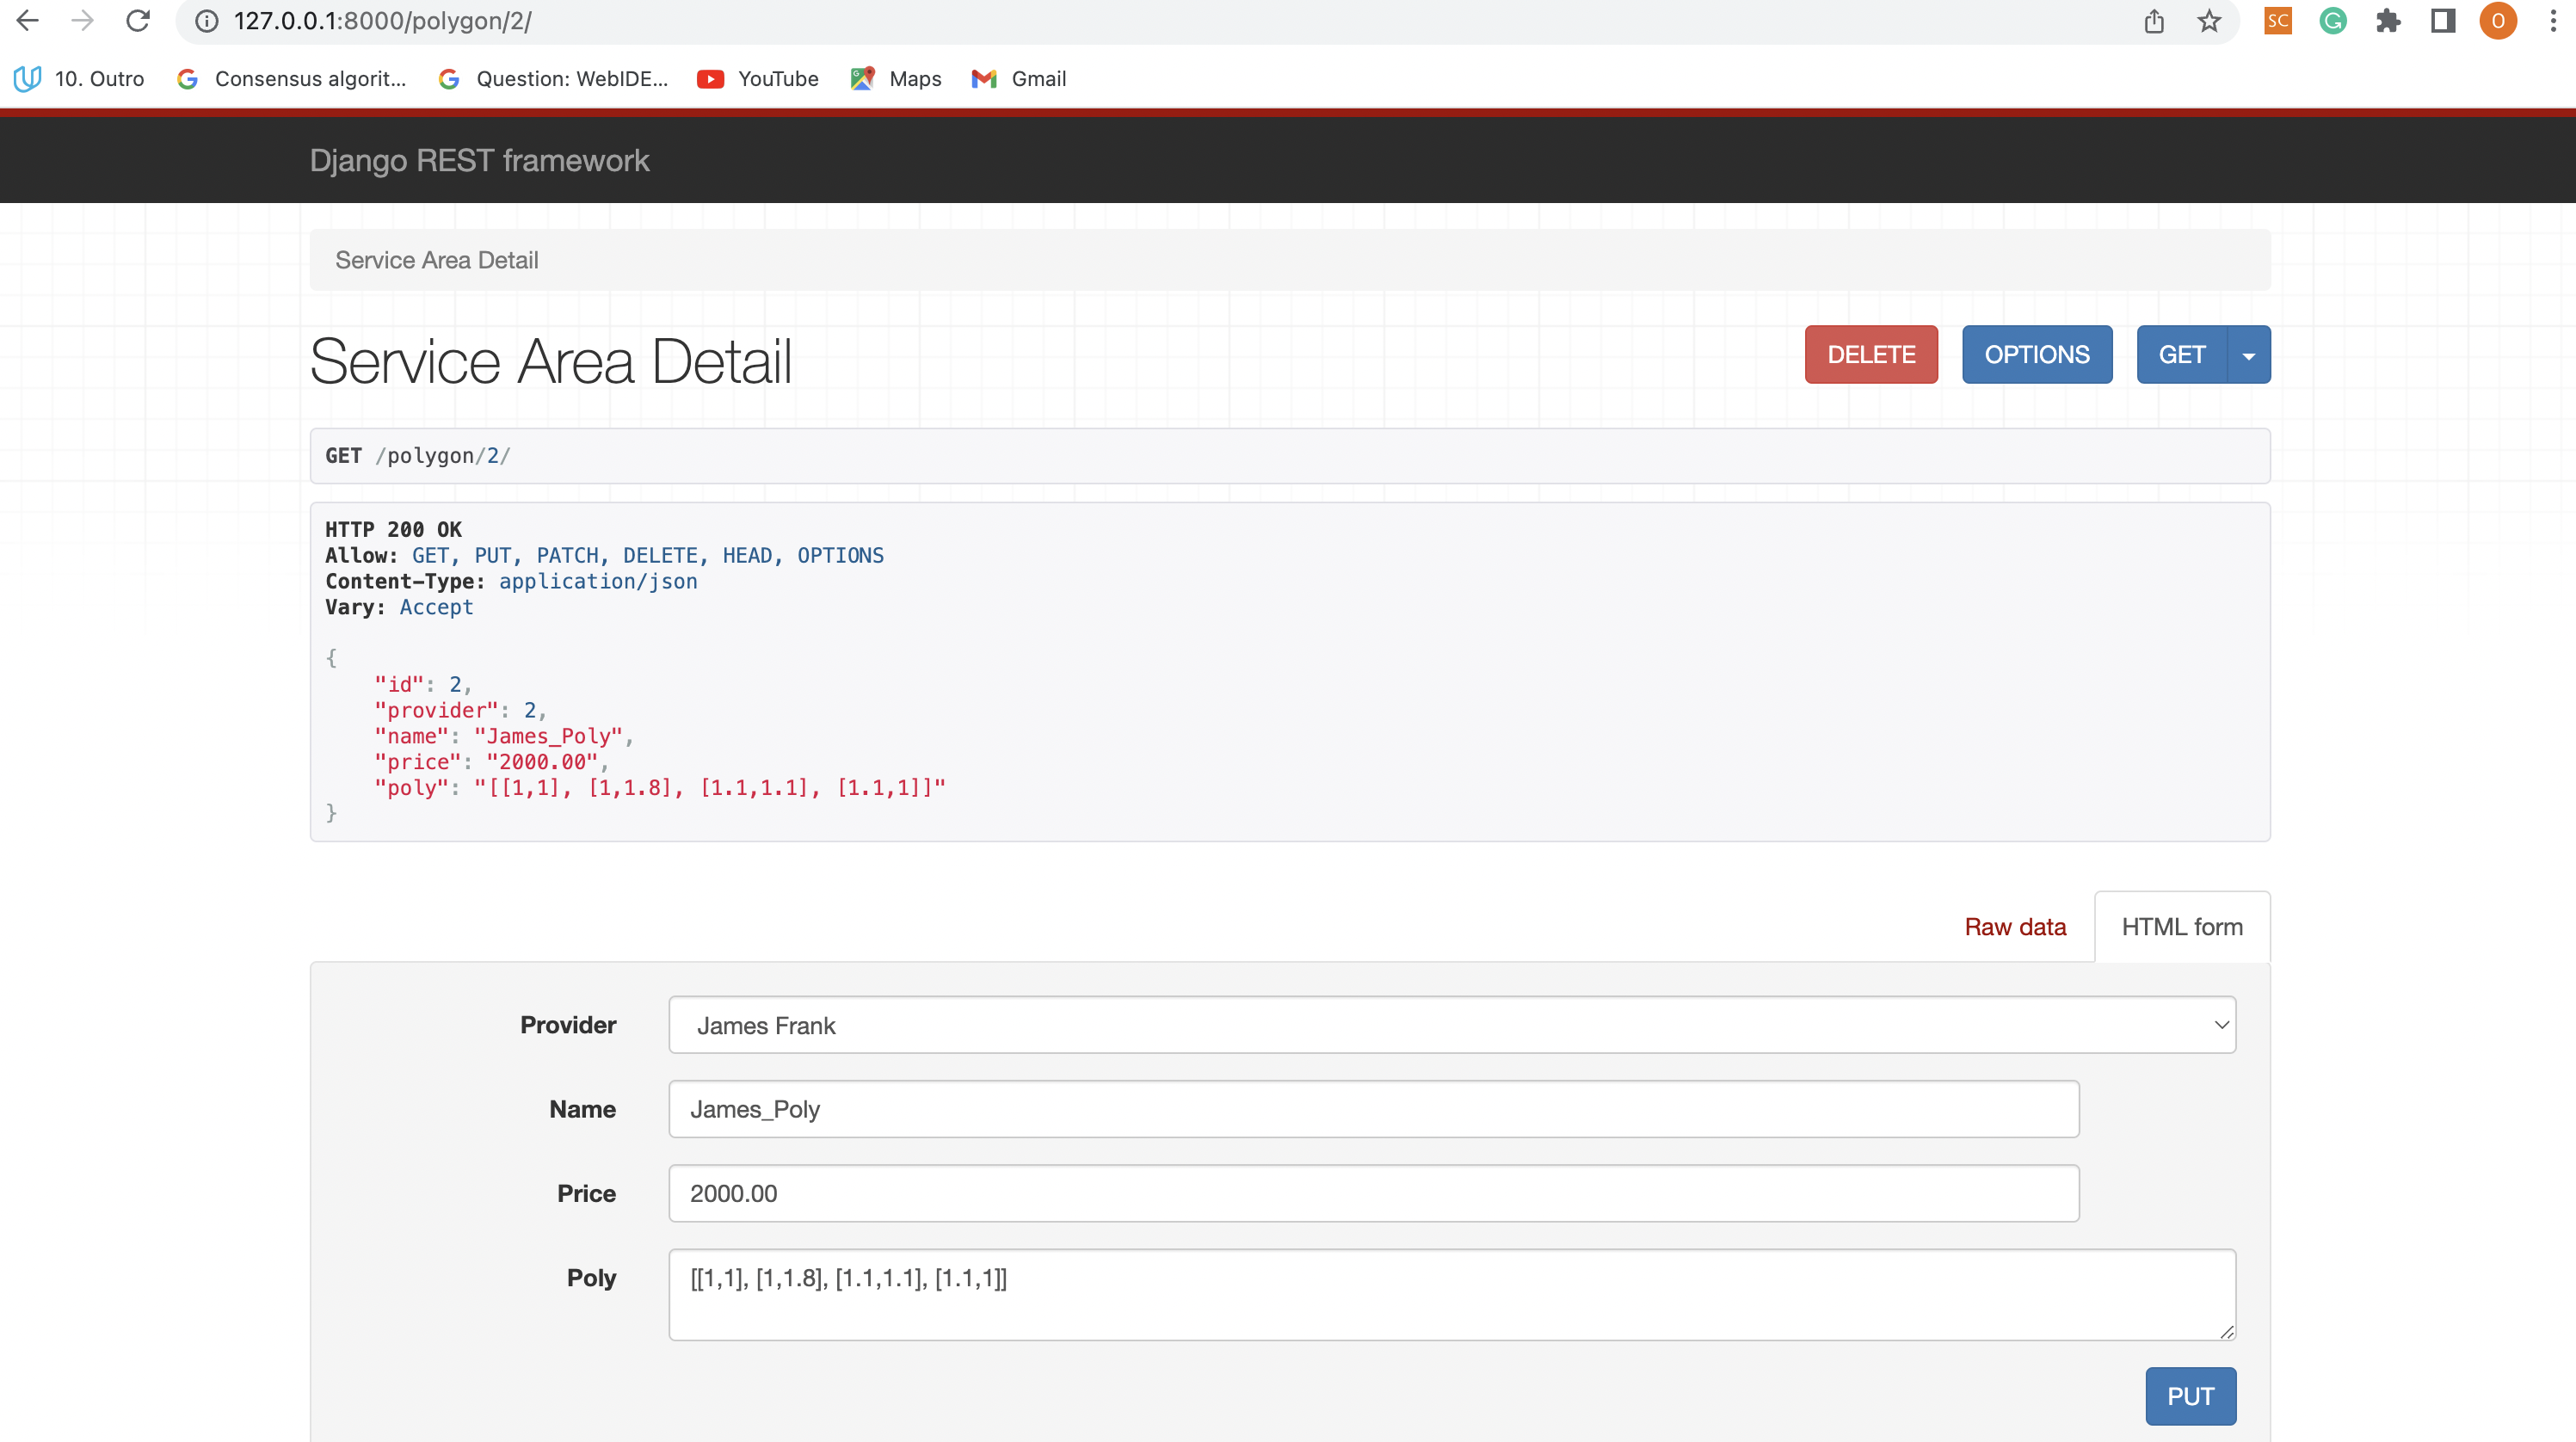 127.0.0.1:8000/polygon/2/
SC
G
O
10. Outro
Consensus algorit...
Question: WebIDE...
YouTube
Maps
Gmail
Django REST framework
Service Area Detail
Service Area Detail
DELETE
OPTIONS
GET
GET /polygon/2/
HTTP 200 OK
Allow: GET, PUT, PATCH, DELETE, HEAD, OPTIONS
Content-Type: application/json
Vary: Accept
{
"id": 2,
"provider": 2,
"name": "James_Poly",
"price": "2000.00",
"poly": "[[1,1], [1,1.8], [1.1,1.1], [1.1,1]]"
}
Raw data
HTML form
Provider
James Frank
Name
James_Poly
Price
2000.00
Poly
[[1,1], [1,1.8], [1.1,1.1], [1.1,1]]
PUT